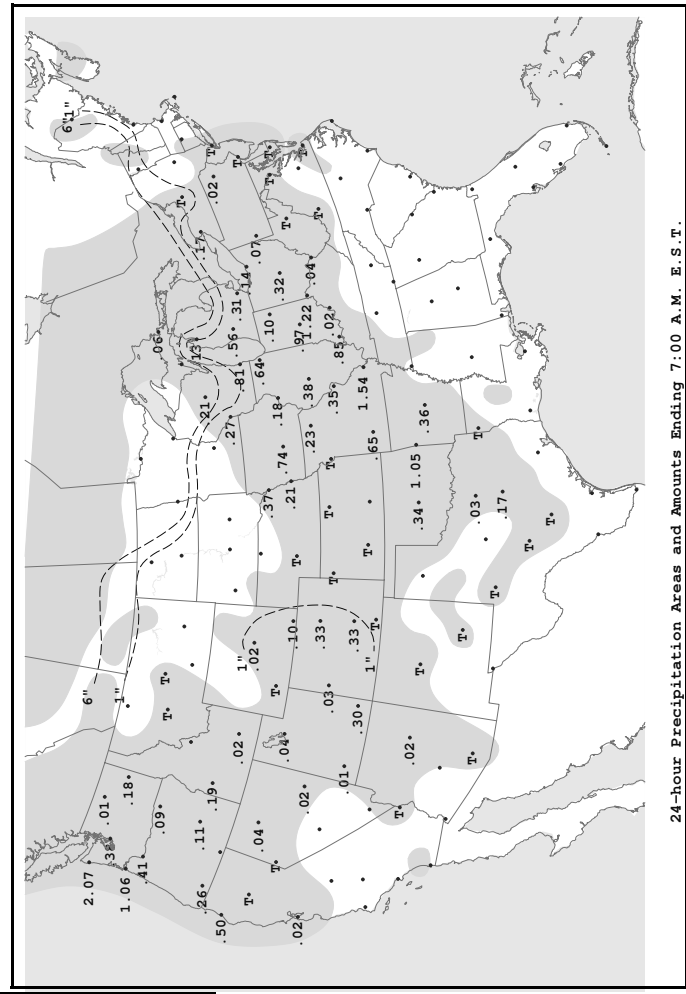 6" 1"
2.07
6"
.01
.38
1"
1.06
.18
.41
.09
.06
T
T
T
.13
.11
.17
.26
.21
.19
.02
T
.50
.27
.56
.31
T
.02
.81
1"
.14
T
.02
.07
.04
.64
.37
.10
T
T
T
T
.18
.32
.74
.04
T
.21
.10
T
.02
.97
1.22
T
.02
.38
.23
.04
T
.33
.03
T
.02
T
T
.35
.85
.01
.33
.30
1.54
T
1"
.65
T
T
.02
1.05
.34
T
.36
T
T
.03
T
T
.17
T
T
24-hour Precipitation Areas and Amounts Ending 7:00 A.M. E.S.T.